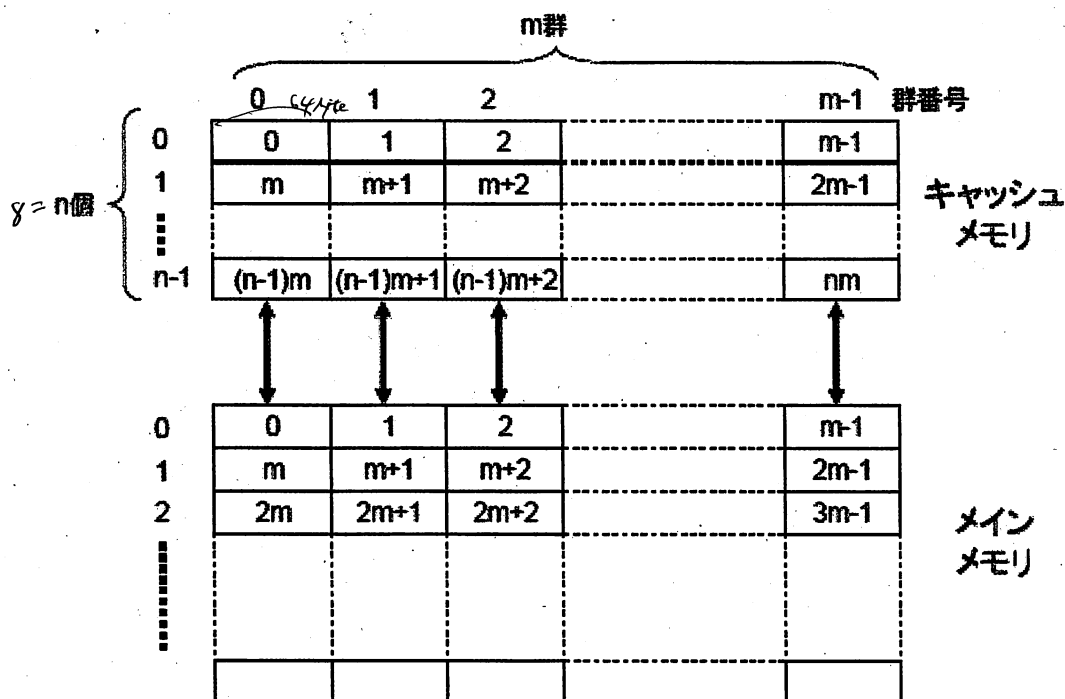 m群
0 64Byte 1 2 m-1 群番号
0 0 1 2 m-1
1 m m+1 m+2 2m-1
8=n個
キャッシュ
メモリ
n-1 (n-1)m (n-1)m+1 (n-1)m+2 nm
0 0 1 2 m-1
1 m m+1 m+2 2m-1
2 2m 2m+1 2m+2 3m-1
メイン
メモリ